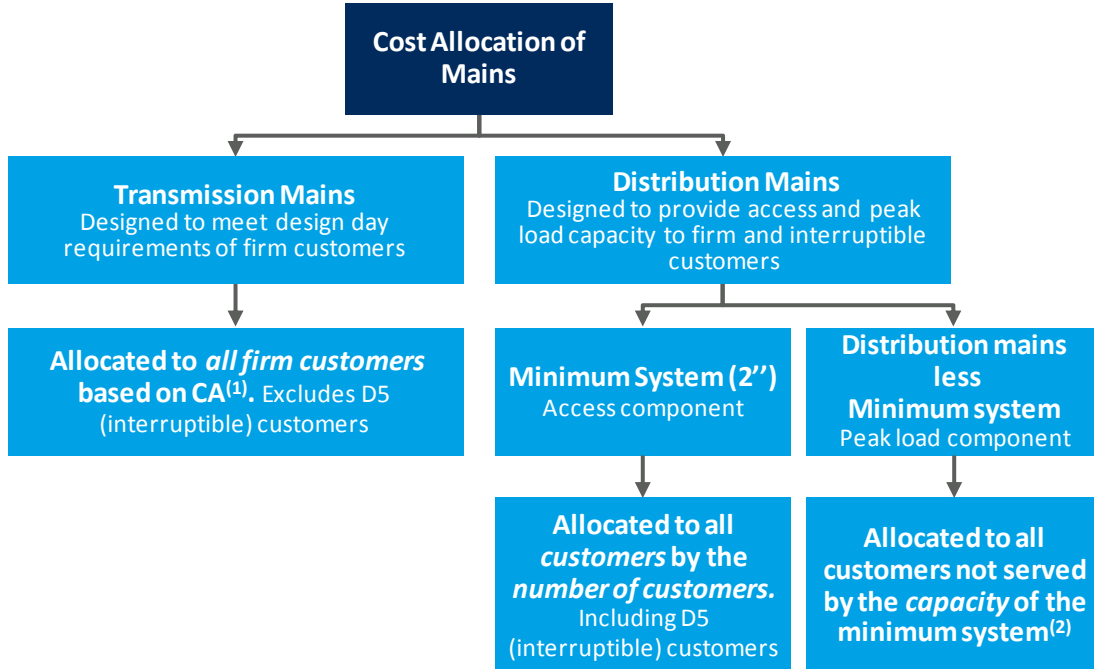 Cost Allocation of
Mains
Transmission Mains
Designed to meet design day
requirements of firm customers
Distribution Mains
Designed to provide access and peak
load capacity to firm and interruptible
customers
Allocated to all firm customers
based on CA(1). Excludes D5
(interruptible) customers
Minimum System (2’’)
Access component
Distribution mains
less
Minimum system
Peak load component
Allocated to all
customers by the
number of customers.
Including D5
(interruptible) customers
Allocated to all
customers not served
by the capacity of the
minimum system(2)